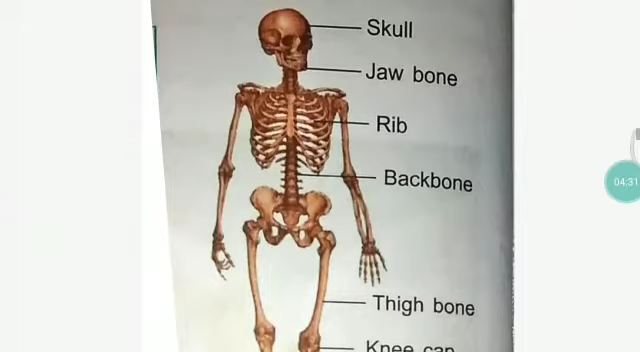 Skull
Jaw bone
Rib
Backbone
04:31
Thigh bone
Knee cap